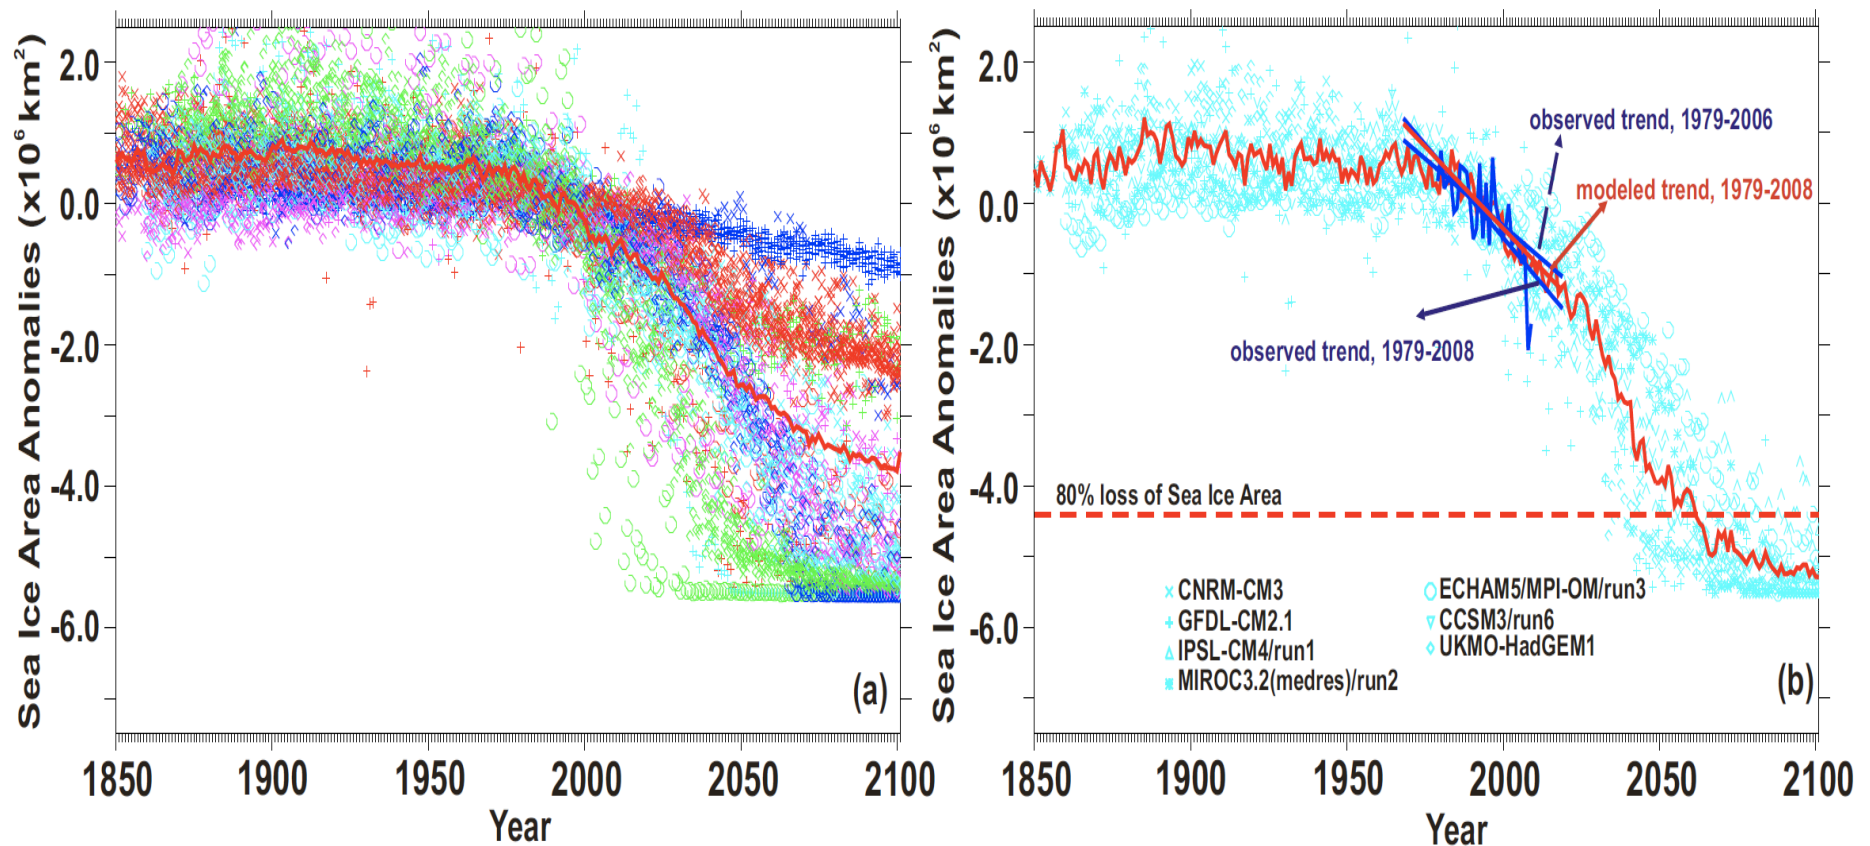 Sea Ice Area Anomalies (x10⁶ km²)
2.0
0.0
-2.0
-4.0
-6.0
(a)
1850 1900 1950 2000 2050 2100
Year
Sea Ice Area Anomalies (x10⁶ km²)
2.0
0.0
-2.0
-4.0
-6.0
observed trend, 1979-2006
modeled trend, 1979-2008
observed trend, 1979-2008
80% loss of Sea Ice Area
CNRM-CM3
GFDL-CM2.1
IPSL-CM4/run1
MIROC3.2(medres)/run2
ECHAM5/MPI-OM/run3
CCSM3/run6
UKMO-HadGEM1
(b)
1850 1900 1950 2000 2050 2100
Year